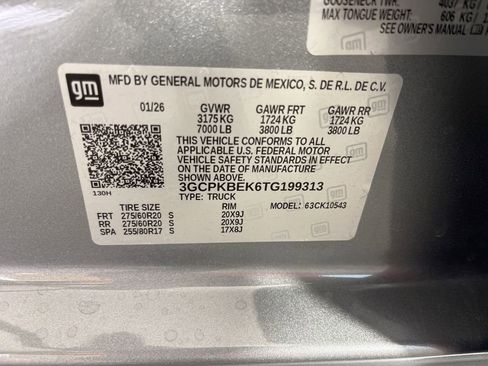 GOOSENECK TWR: 4037 KG /
MAX TONGUE WEIGHT: 606 KG /
SEE OWNER'S MANUAL
gm
MFD BY GENERAL MOTORS DE MEXICO, S. DE R.L. DE C.V.
01/26 GVWR GAWR FRT GAWR RR
3175 KG 1724 KG 1724 KG
7000 LB 3800 LB 3800 LB
THIS VEHICLE CONFORMS TO ALL
APPLICABLE U.S. FEDERAL MOTOR
VEHICLE SAFETY STANDARDS IN EFFECT
ON THE DATE OF MANUFACTURE
SHOWN ABOVE.
3GCPKBEK6TG199313
TYPE: TRUCK MODEL: 63CK10543
130H
TIRE SIZE RIM
FRT 275/60R20 S 20X9J
RR 275/60R20 S 20X9J
SPA 255/80R17 S 17X8J